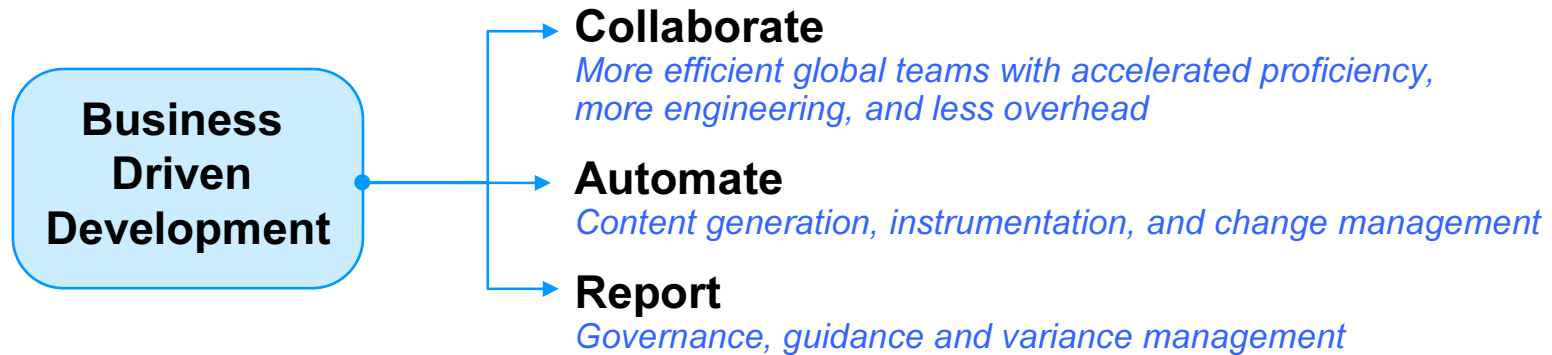 Business
Driven
Development
Collaborate
More efficient global teams with accelerated proficiency,
more engineering, and less overhead
Automate
Content generation, instrumentation, and change management
Report
Governance, guidance and variance management